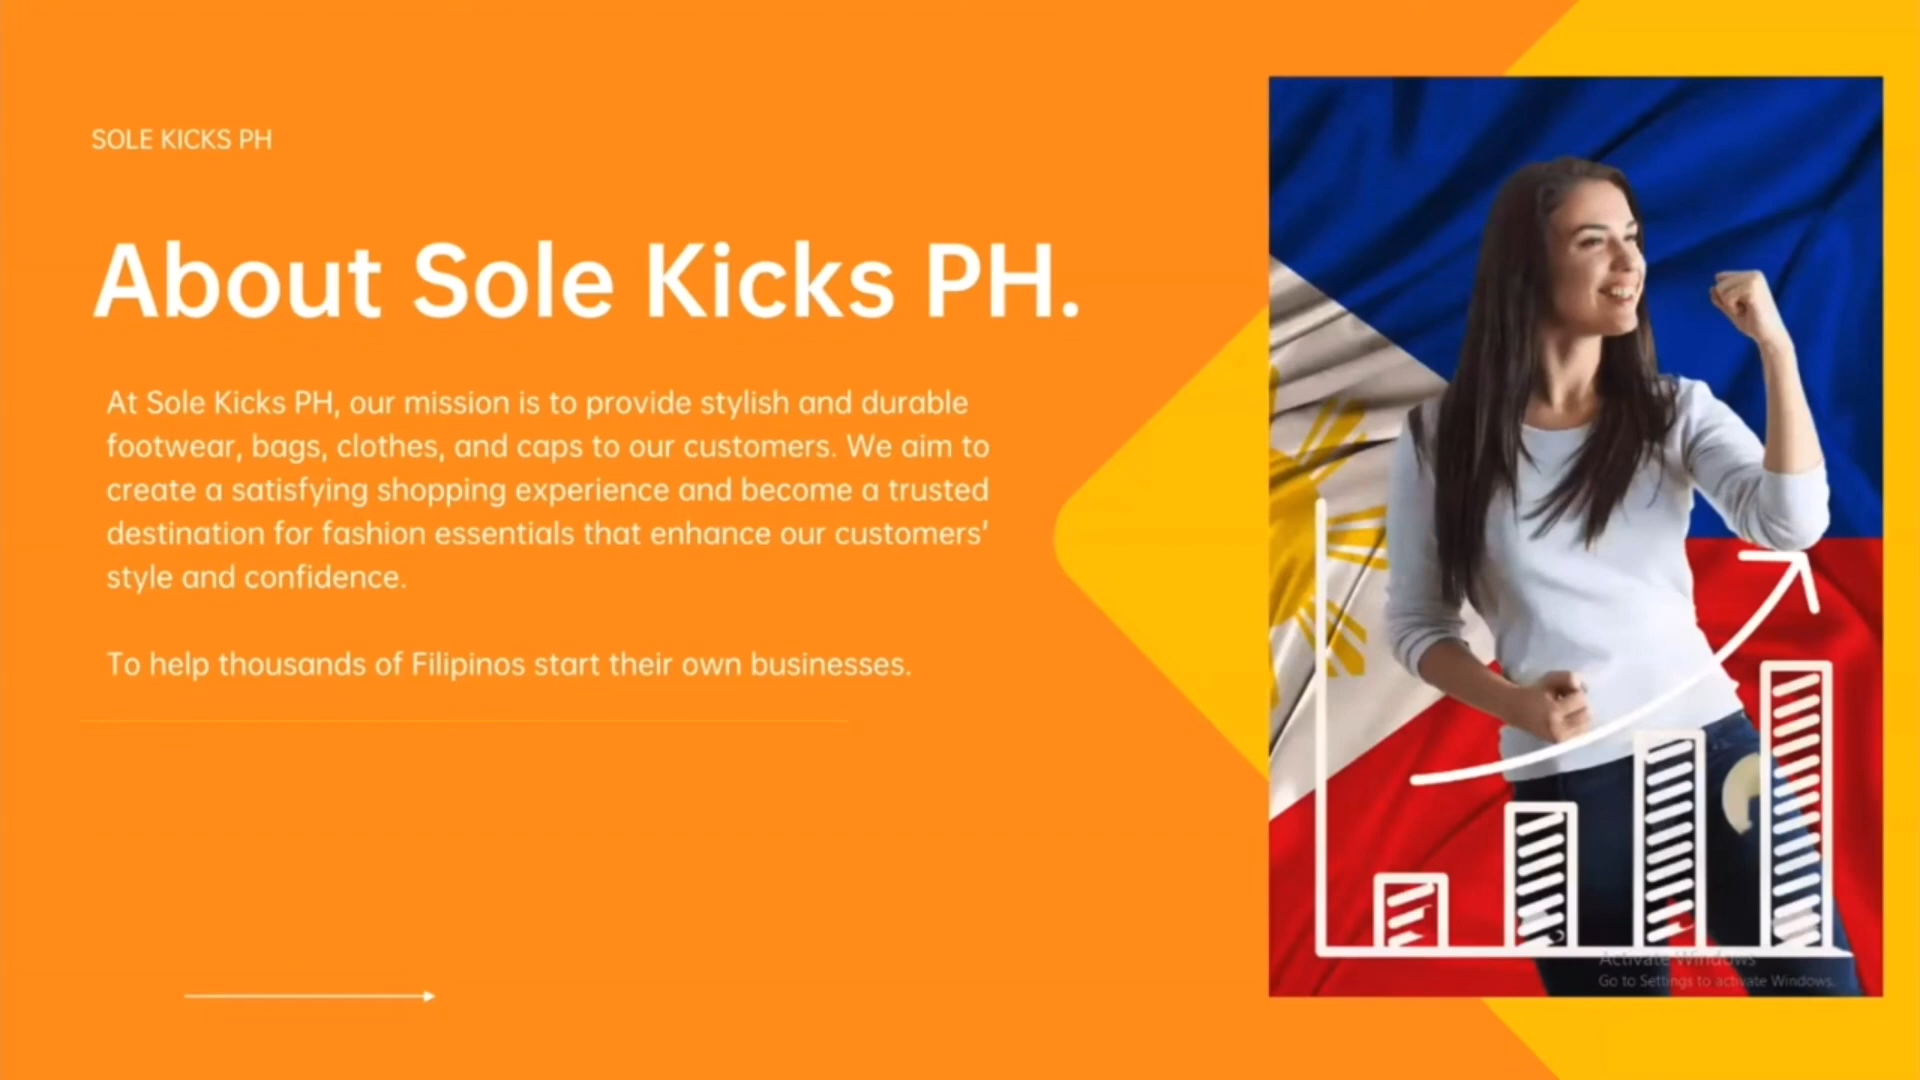 SOLE KICKS PH
About Sole Kicks PH.
At Sole Kicks PH, our mission is to provide stylish and durable
footwear, bags, clothes, and caps to our customers. We aim to
create a satisfying shopping experience and become a trusted
destination for fashion essentials that enhance our customers'
style and confidence.
To help thousands of Filipinos start their own businesses.
Activate Windows
Go to Settings to activate Windows.